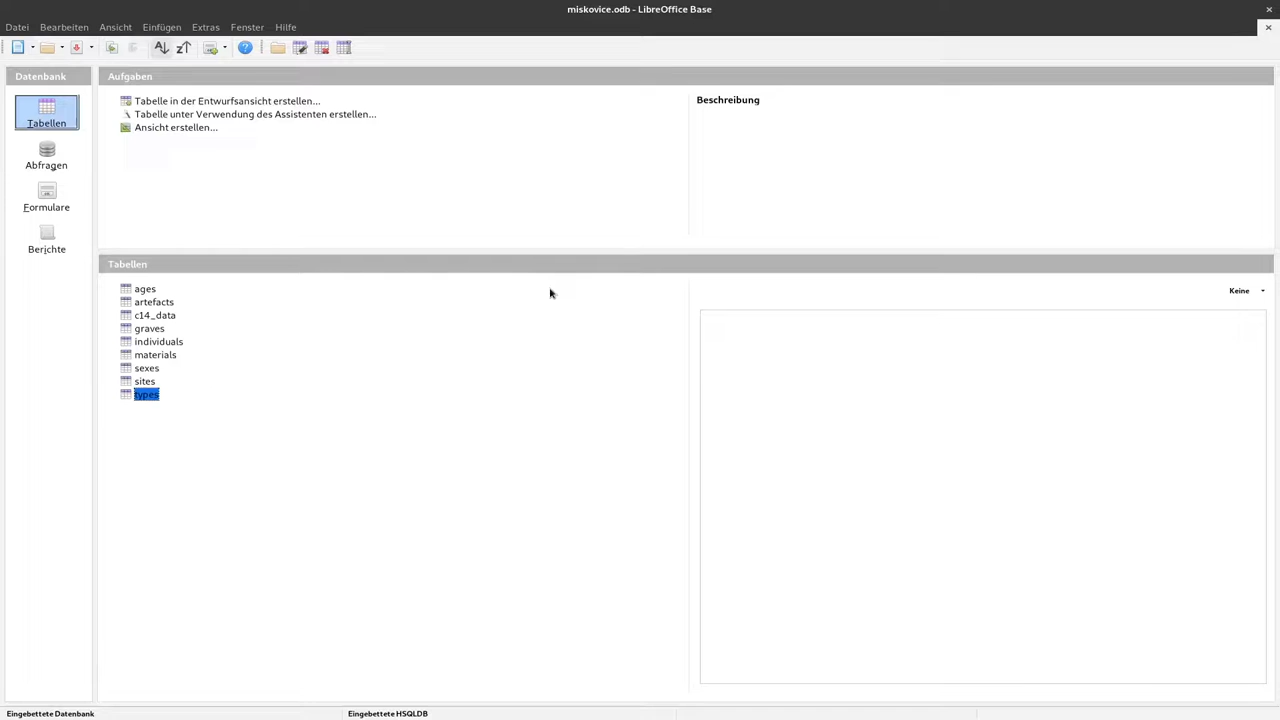 miskovice.odb - LibreOffice Base
Datei Bearbeiten Ansicht Einfügen Extras Fenster Hilfe
Datenbank
Tabellen
Abfragen
Formulare
Berichte
Aufgaben
Tabelle in der Entwurfsansicht erstellen...
Tabelle unter Verwendung des Assistenten erstellen...
Ansicht erstellen...
Beschreibung
Tabellen
ages
artefacts
c14_data
graves
individuals
materials
sexes
sites
types
Keine
Eingebettete Datenbank
Eingebettete HSQLDB